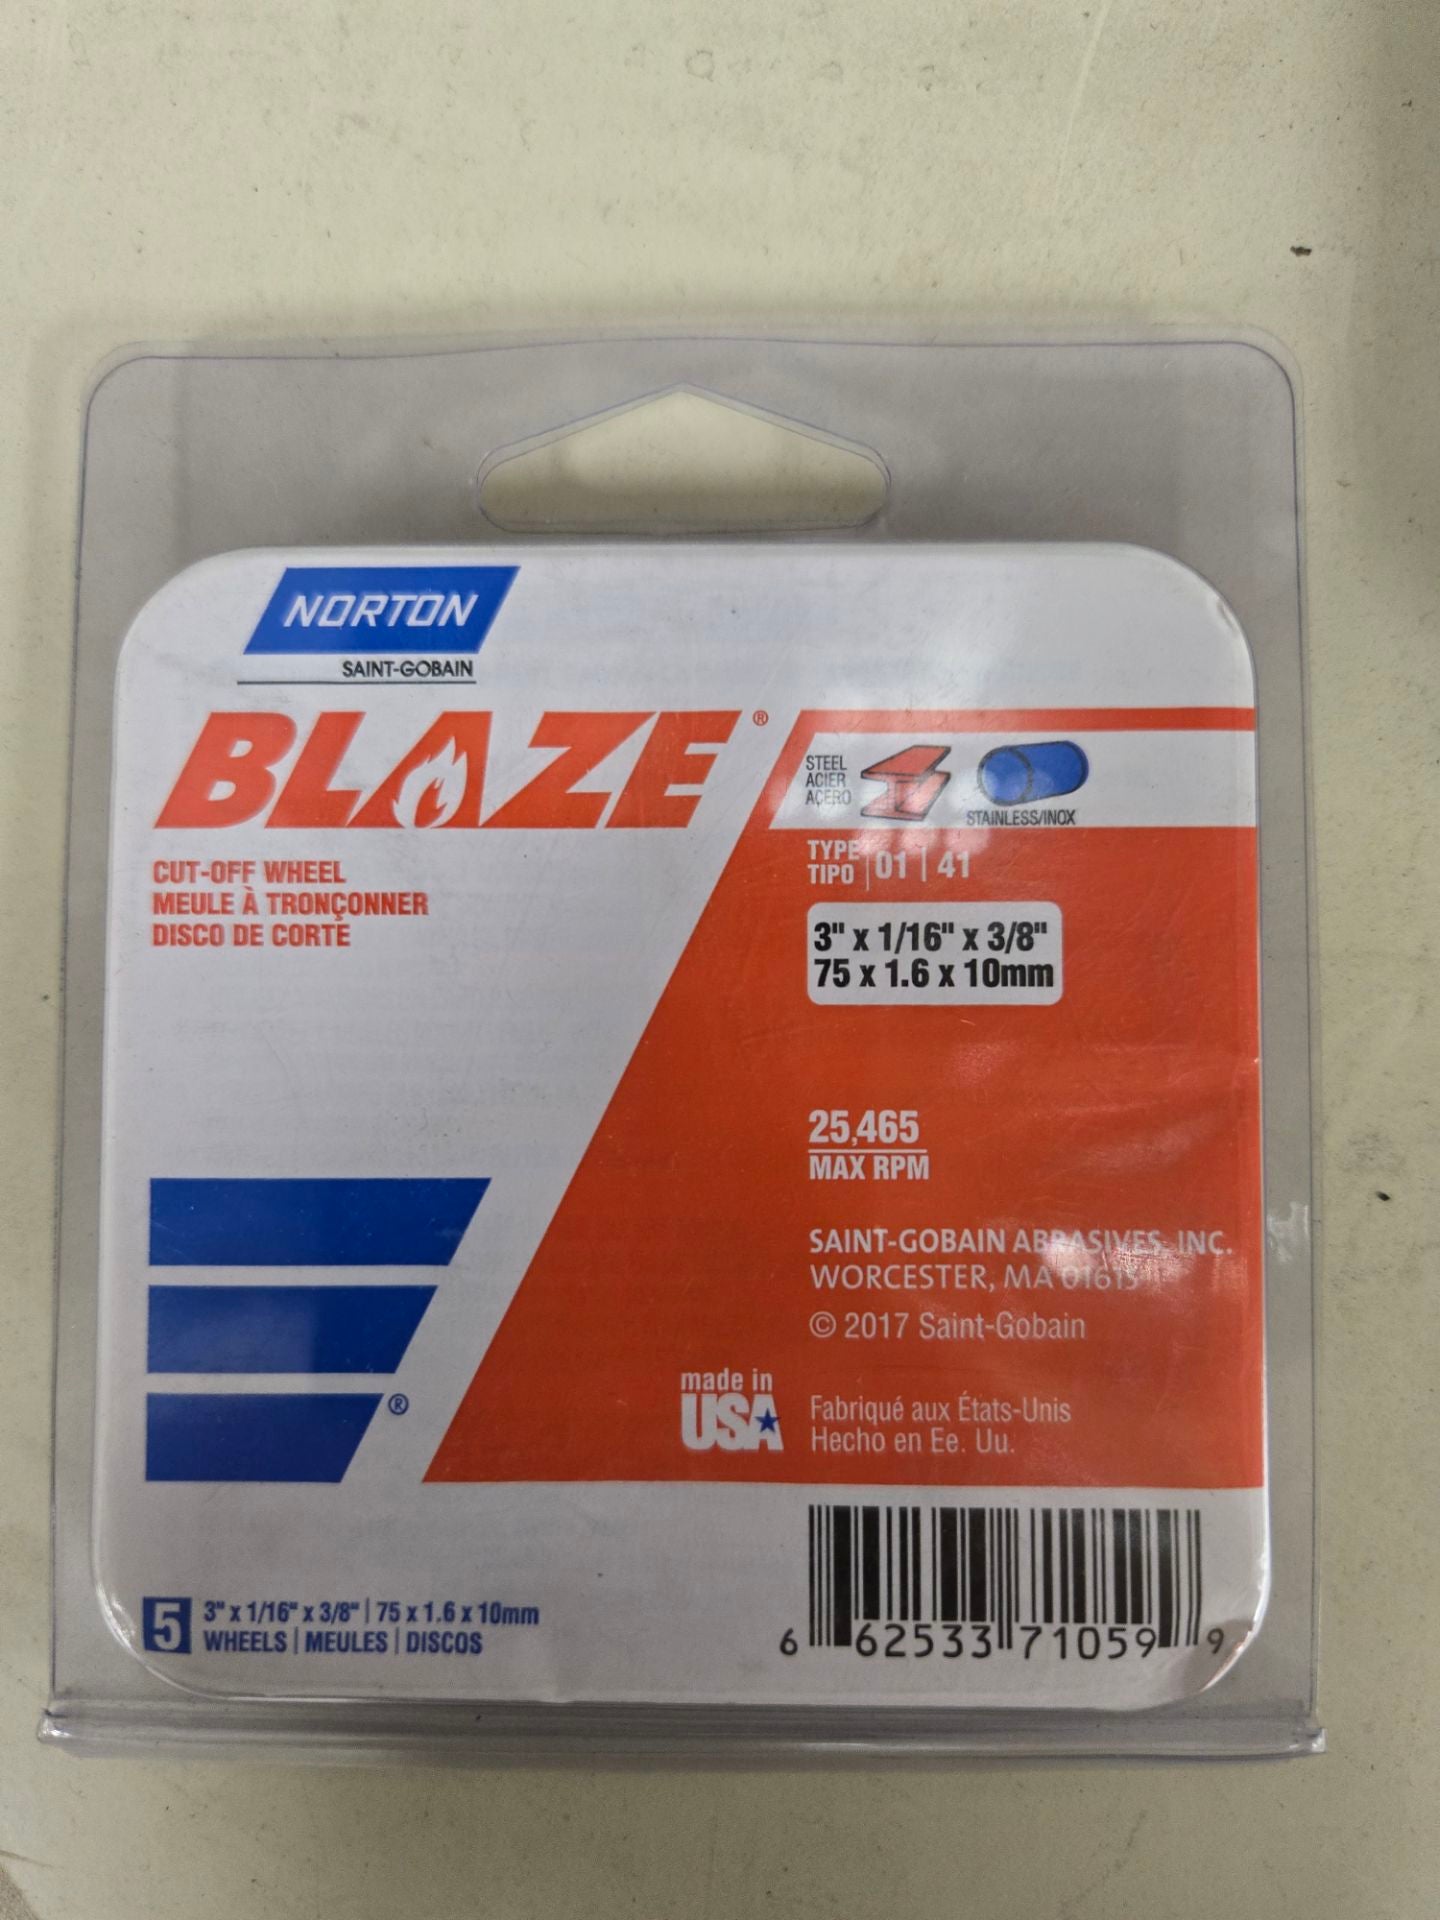 NORTON
SAINT-GOBAIN
BLAZE®
STEEL
ACIER
ACERO
STAINLESS/INOX
CUT-OFF WHEEL
MEULE À TRONÇONNER
DISCO DE CORTE
TYPE
TIPO | 01 | 41
3" x 1/16" x 3/8"
75 x 1.6 x 10mm
25,465
MAX RPM
SAINT-GOBAIN ABRASIVES, INC.
WORCESTER, MA 01615
© 2017 Saint-Gobain
®
made in
USA
Fabriqué aux États-Unis
Hecho en Ee. Uu.
5
3" x 1/16" x 3/8" | 75 x 1.6 x 10mm
WHEELS | MEULES | DISCOS
6 62533 71059 9